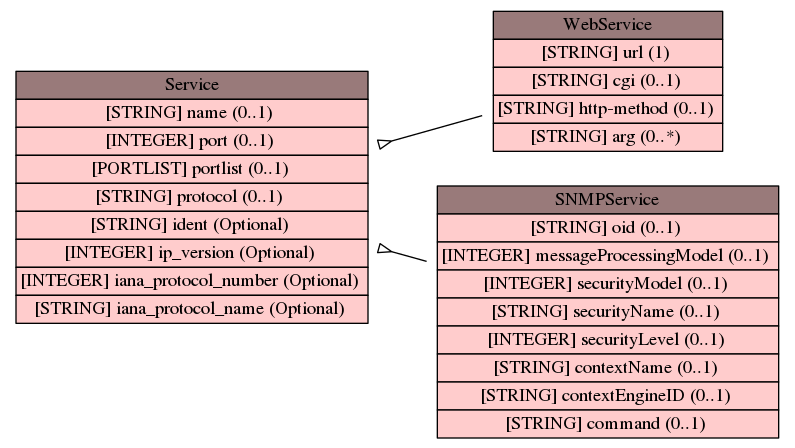 Service
[STRING] name (0..1)
[INTEGER] port (0..1)
[PORTLIST] portlist (0..1)
[STRING] protocol (0..1)
[STRING] ident (Optional)
[INTEGER] ip_version (Optional)
[INTEGER] iana_protocol_number (Optional)
[STRING] iana_protocol_name (Optional)
WebService
[STRING] url (1)
[STRING] cgi (0..1)
[STRING] http-method (0..1)
[STRING] arg (0..*)
SNMPService
[STRING] oid (0..1)
[INTEGER] messageProcessingModel (0..1)
[INTEGER] securityModel (0..1)
[STRING] securityName (0..1)
[INTEGER] securityLevel (0..1)
[STRING] contextName (0..1)
[STRING] contextEngineID (0..1)
[STRING] command (0..1)